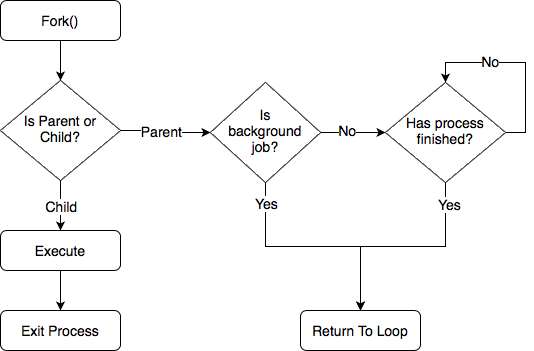 Fork()
Is Parent or
Child?
Parent
Is
background
job?
No
Has process
finished?
No
Child
Yes
Yes
Execute
Exit Process
Return To Loop